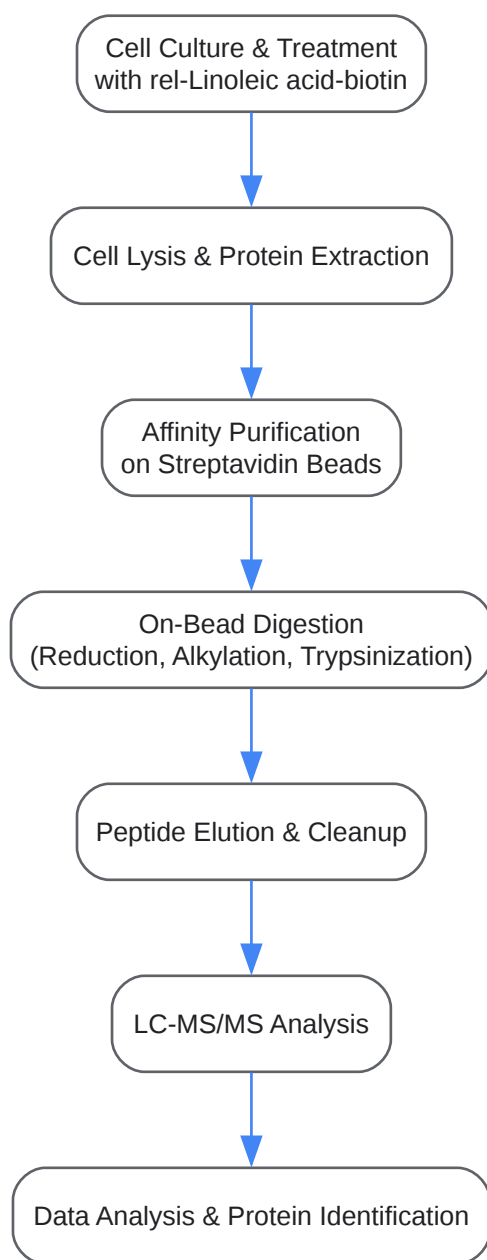 Cell Culture & Treatment
with rel-Linoleic acid-biotin
Cell Lysis & Protein Extraction
Affinity Purification
on Streptavidin Beads
On-Bead Digestion
(Reduction, Alkylation, Trypsinization)
Peptide Elution & Cleanup
LC-MS/MS Analysis
Data Analysis & Protein Identification